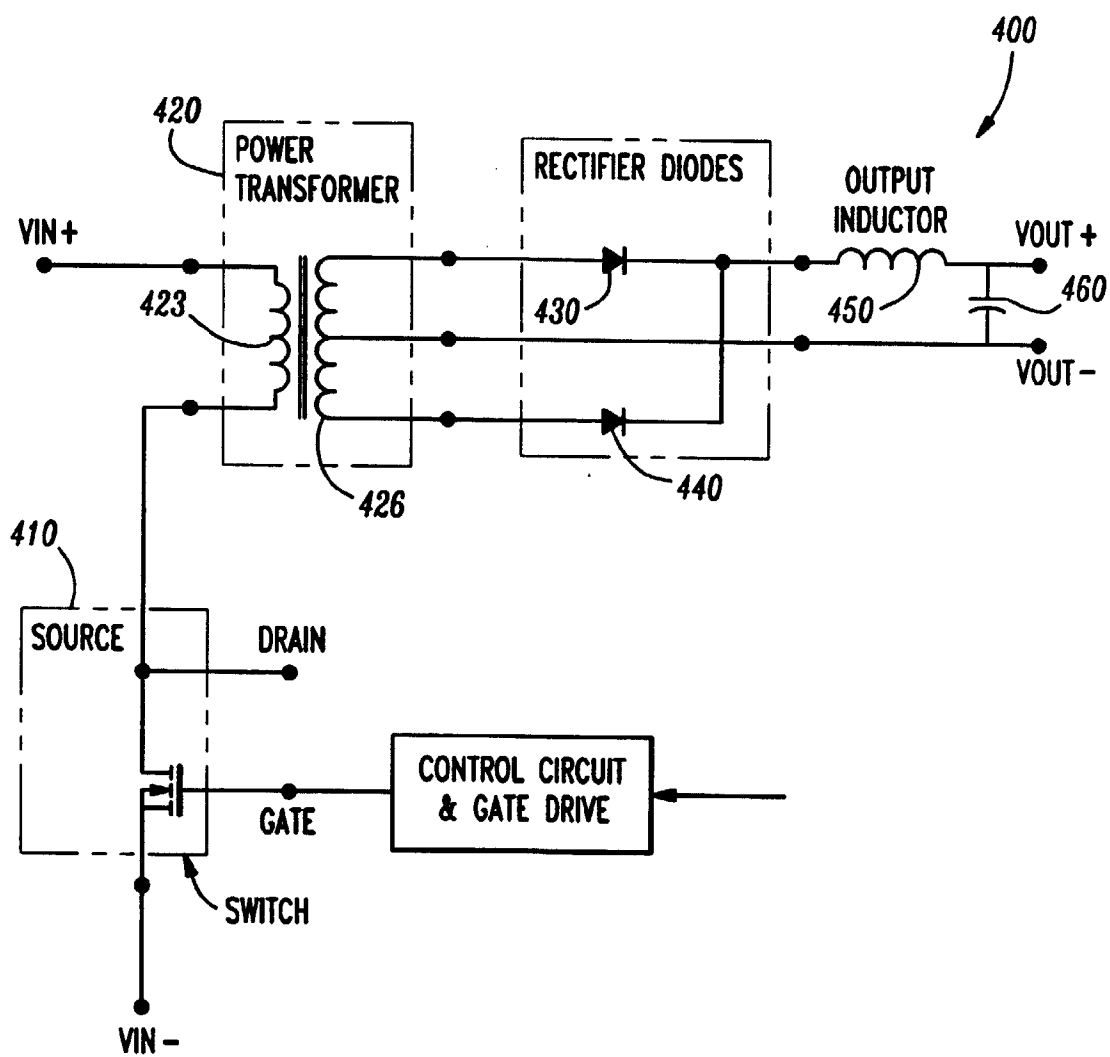 400
420
POWER
TRANSFORMER
RECTIFIER DIODES
OUTPUT
INDUCTOR
VIN+
VOUT+
423
430
450
460
VOUT-
426
440
410
SOURCE
DRAIN
CONTROL CIRCUIT
& GATE DRIVE
GATE
SWITCH
VIN-